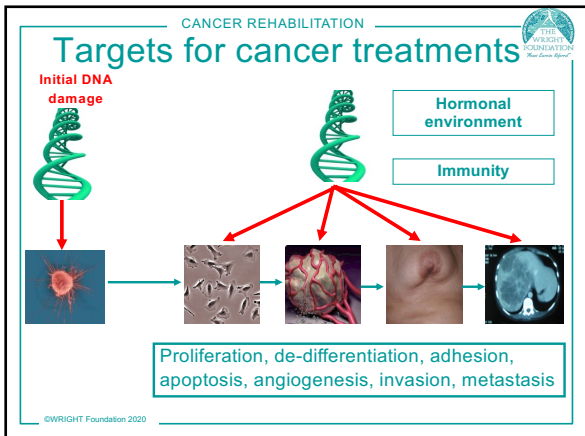 CANCER REHABILITATION
Targets for cancer treatments
THE
WRIGHT
FOUNDATION
Initial DNA
damage
Hormonal
environment
Immunity
Proliferation, de-differentiation, adhesion,
apoptosis, angiogenesis, invasion, metastasis
©WRIGHT Foundation 2020